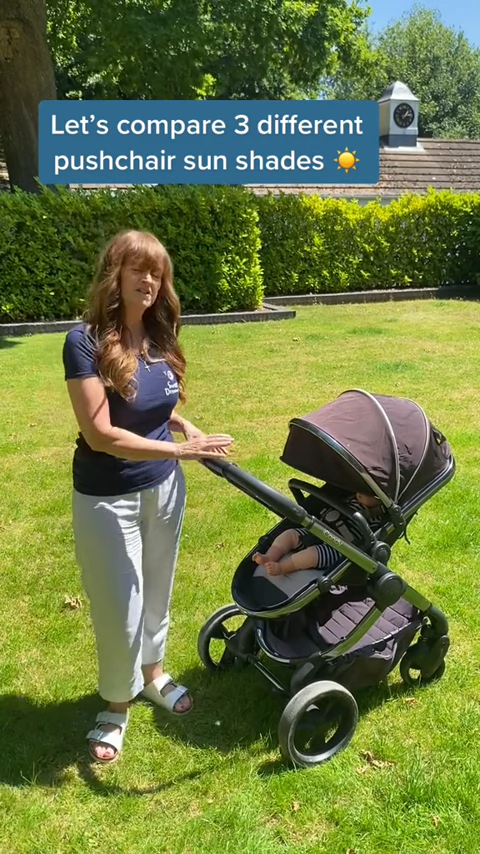 Let's compare 3 different
pushchair sun shades ☀️